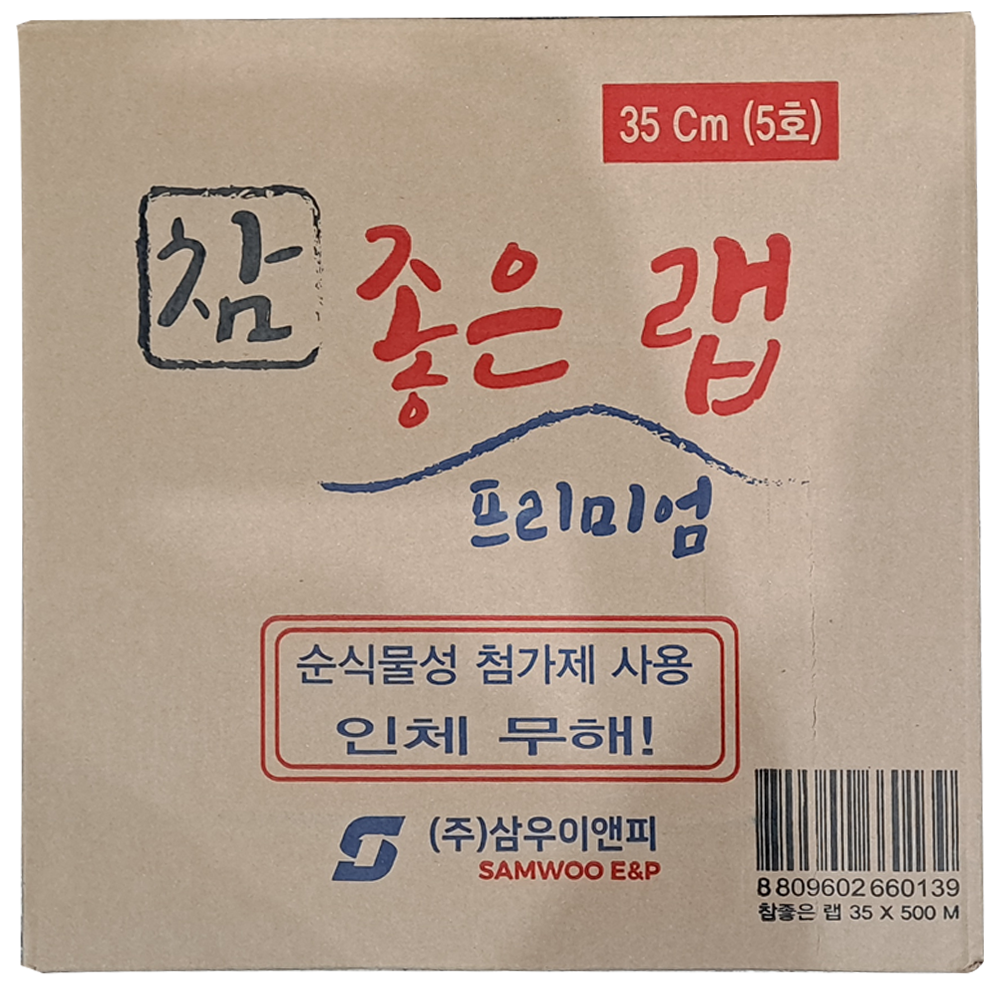 35 Cm (5호)
참 좋은 랩
프리미엄
순식물성 첨가제 사용
인체 무해!
(주)삼우이앤피
SAMWOO E&P
8 809602 660139
참좋은 랩 35 X 500 M